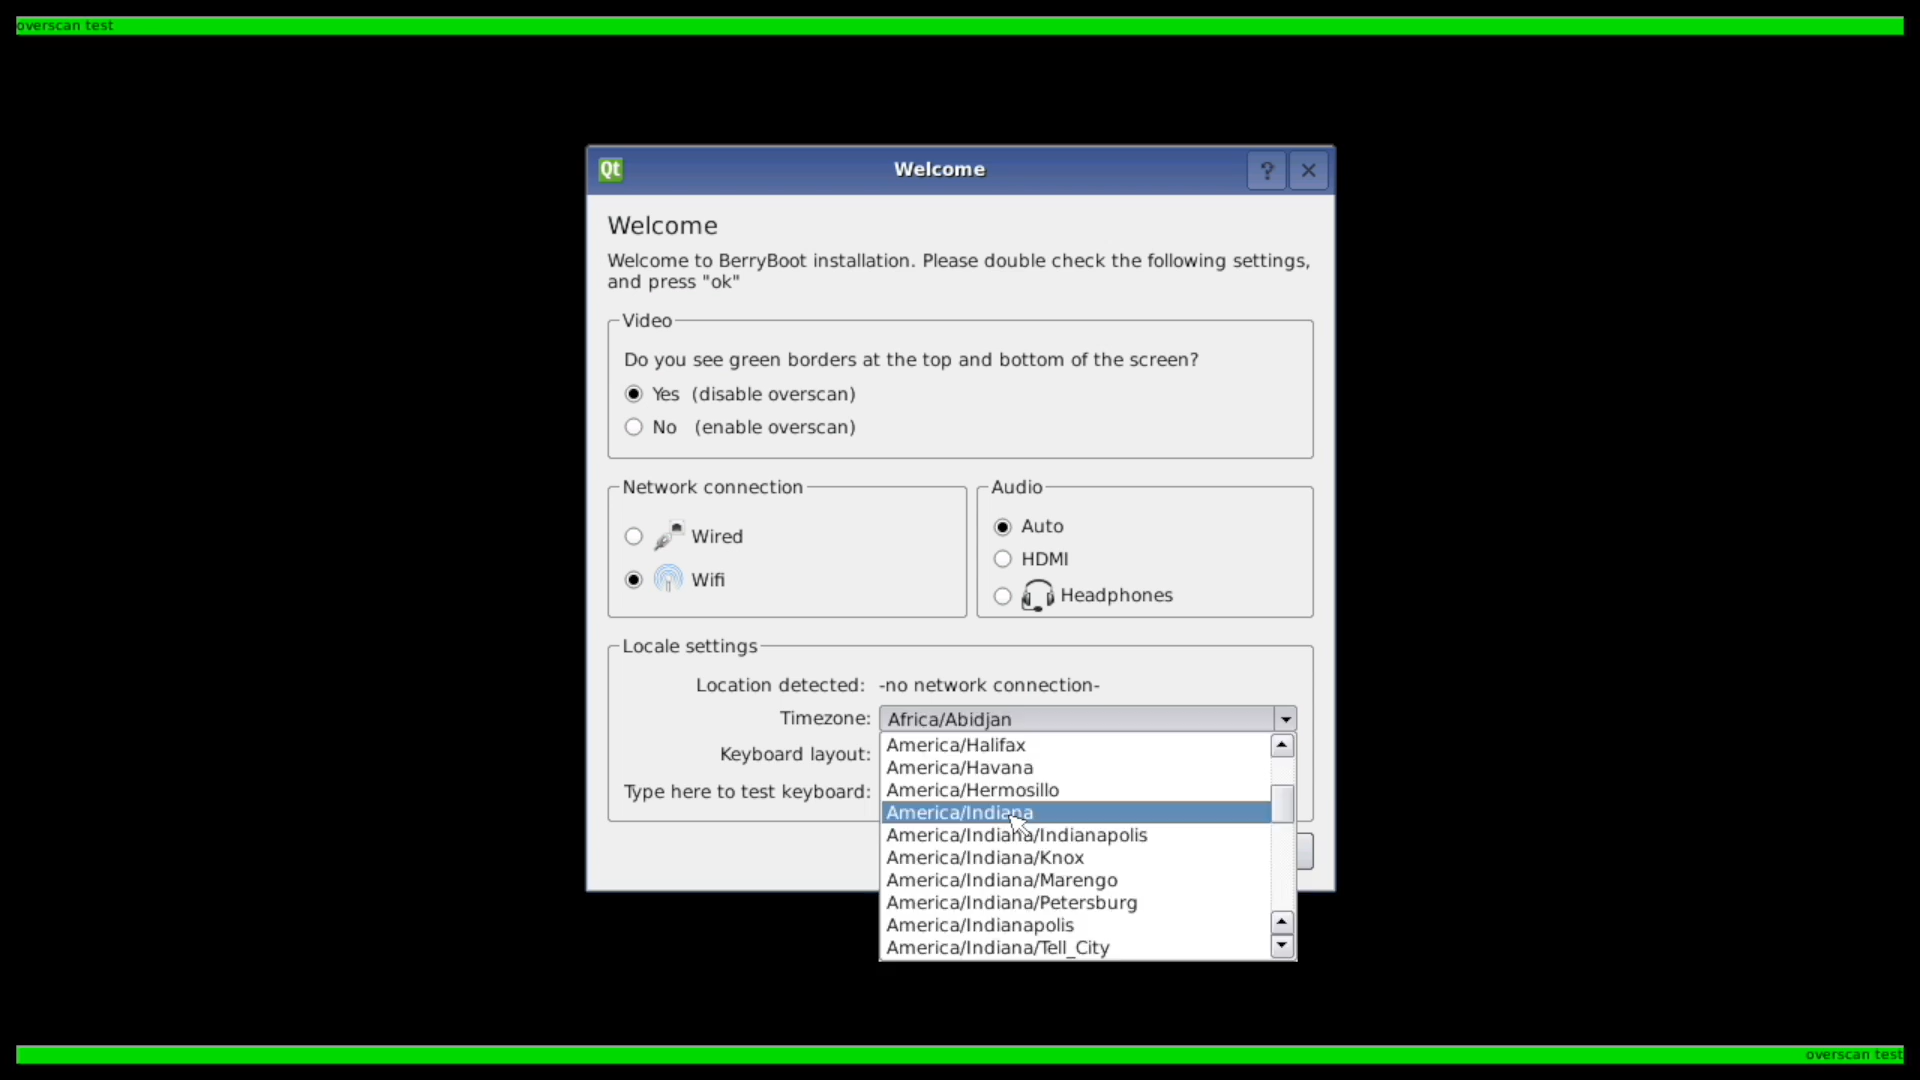 overscan test
Qt Welcome ?
Welcome
Welcome to BerryBoot installation. Please double check the following settings,
and press "ok"
Video
Do you see green borders at the top and bottom of the screen?
Yes (disable overscan)
No (enable overscan)
Network connection
Wired
Wifi
Audio
Auto
HDMI
Headphones
Locale settings
Location detected: -no network connection-
Timezone: Africa/Abidjan
Keyboard layout:
Type here to test keyboard:
America/Halifax
America/Havana
America/Hermosillo
America/Indiana
America/Indiana/Indianapolis
America/Indiana/Knox
America/Indiana/Marengo
America/Indiana/Petersburg
America/Indianapolis
America/Indiana/Tell_City
overscan test